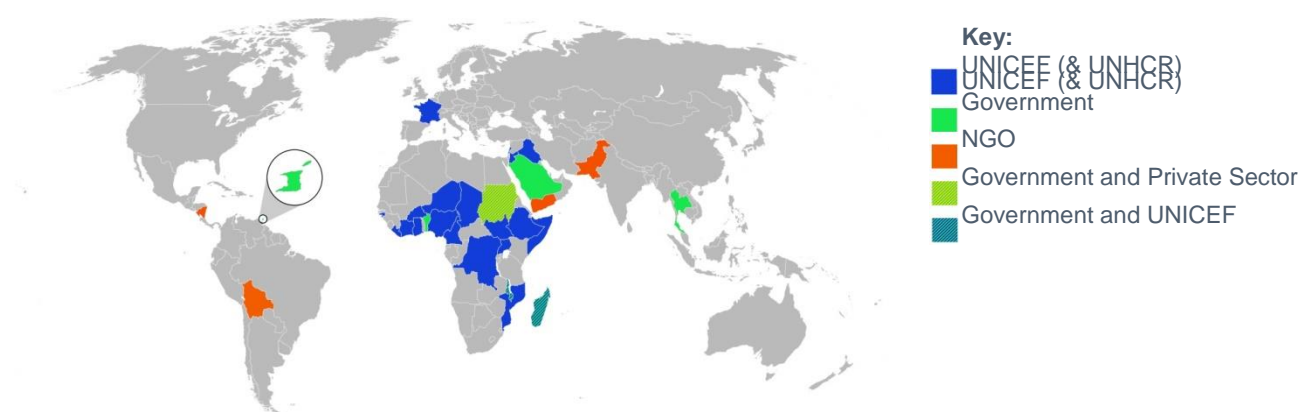 Key:
UNICEF (& UNHCR)
UNICEF (& UNHCR)
Government
NGO
Government and Private Sector
Government and UNICEF